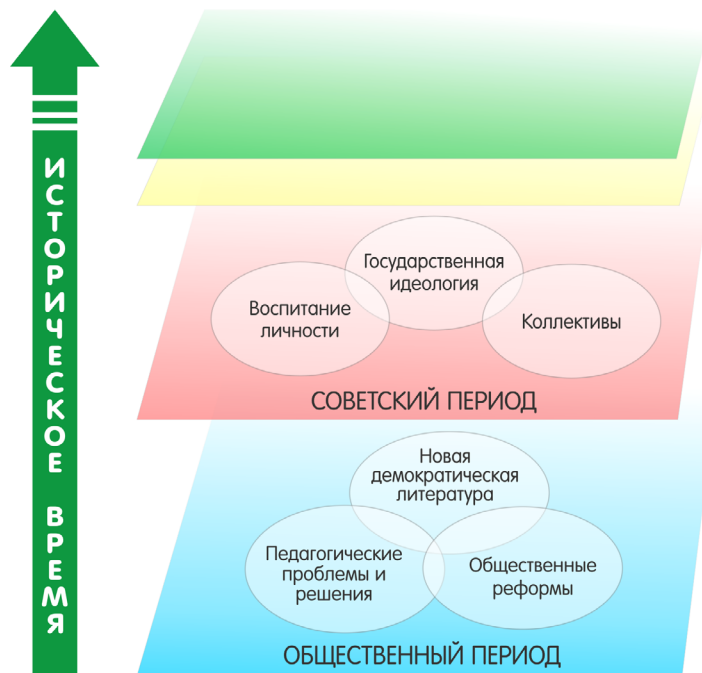 ИСТОРИЧЕСКОЕ ВРЕМЯ
Государственная
идеология
Воспитание
личности
Коллективы
СОВЕТСКИЙ ПЕРИОД
Новая
демократическая
литература
Педагогические
проблемы и
решения
Общественные
реформы
ОБЩЕСТВЕННЫЙ ПЕРИОД